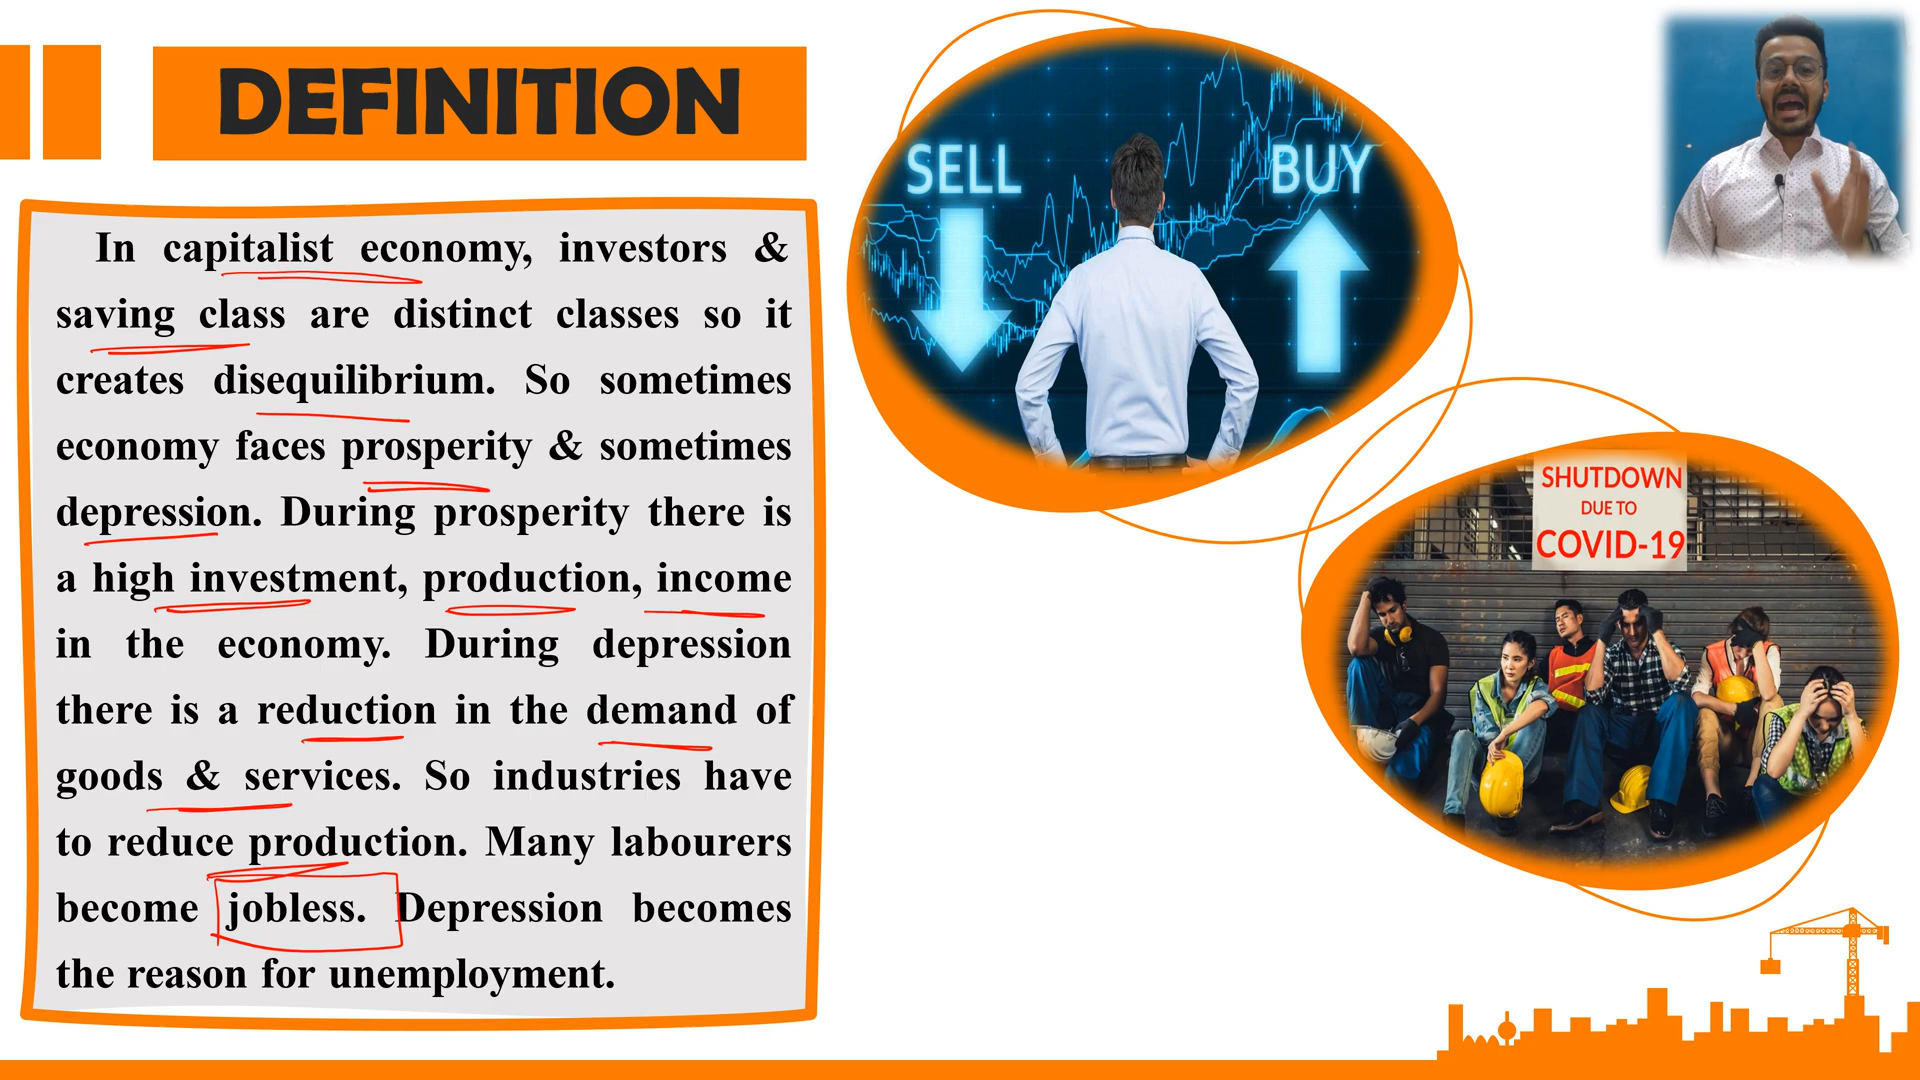 DEFINITION
In capitalist economy, investors &
saving class are distinct classes so it
creates disequilibrium. So sometimes
economy faces prosperity & sometimes
depression. During prosperity there is
a high investment, production, income
in the economy. During depression
there is a reduction in the demand of
goods & services. So industries have
to reduce production. Many labourers
become jobless. Depression becomes
the reason for unemployment.
SELL
BUY
SHUTDOWN
DUE TO
COVID-19